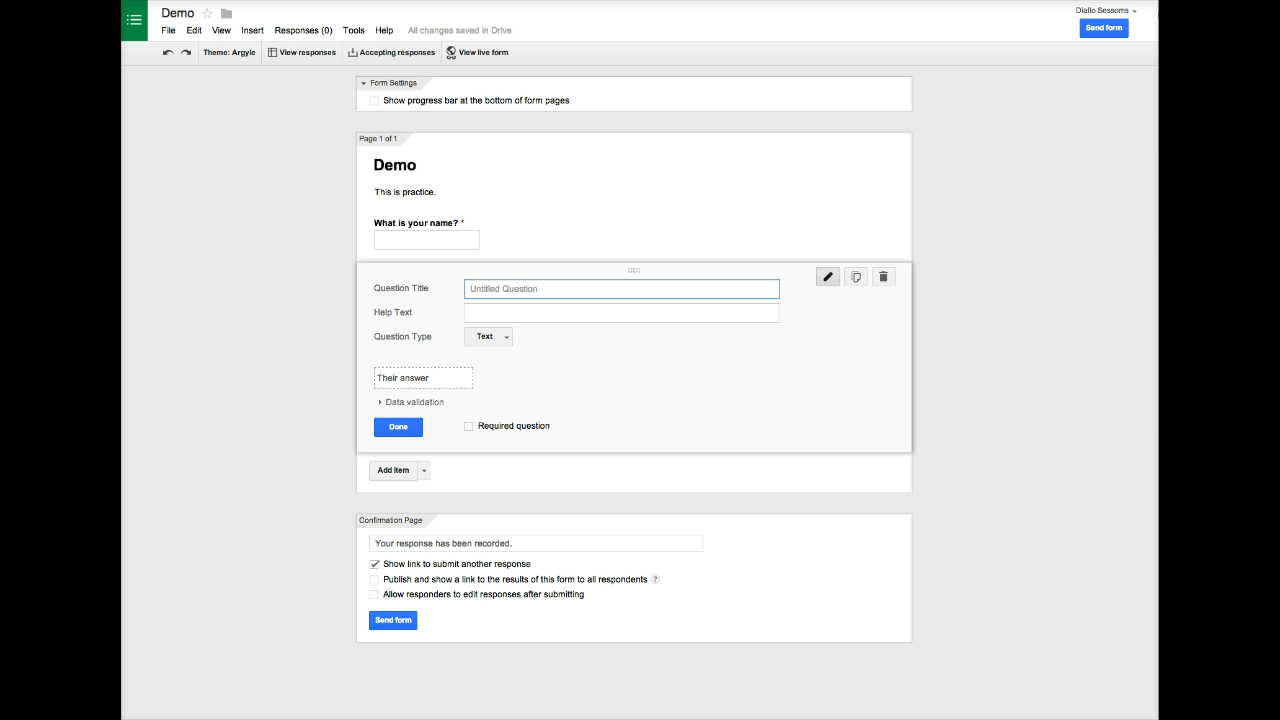 Demo
Diallo Sessoms
File Edit View Insert Responses (0) Tools Help All changes saved in Drive
Send form
Theme: Argyle View responses Accepting responses View live form
Form Settings
Show progress bar at the bottom of form pages
Page 1 of 1
Demo
This is practice.
What is your name? *
Question Title Untitled Question
Help Text
Question Type Text
Their answer
Data validation
Done Required question
Add item
Confirmation Page
Your response has been recorded.
Show link to submit another response
Publish and show a link to the results of this form to all respondents ?
Allow responders to edit responses after submitting
Send form